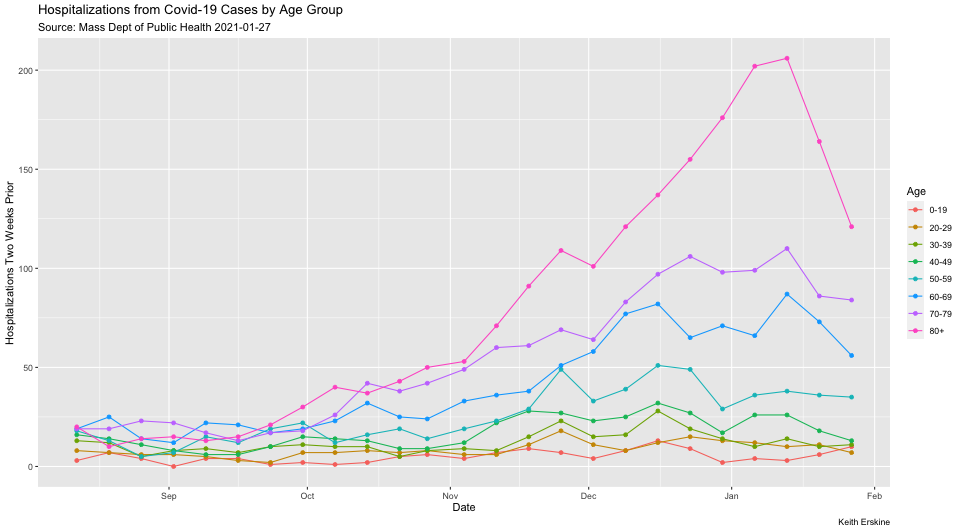 Hospitalizations from Covid-19 Cases by Age Group
Source: Mass Dept of Public Health 2021-01-27
Hospitalizations Two Weeks Prior
200
150
100
50
0
Sep
Oct
Nov
Dec
Jan
Feb
Date
Age
0-19
20-29
30-39
40-49
50-59
60-69
70-79
80+
Keith Erskine